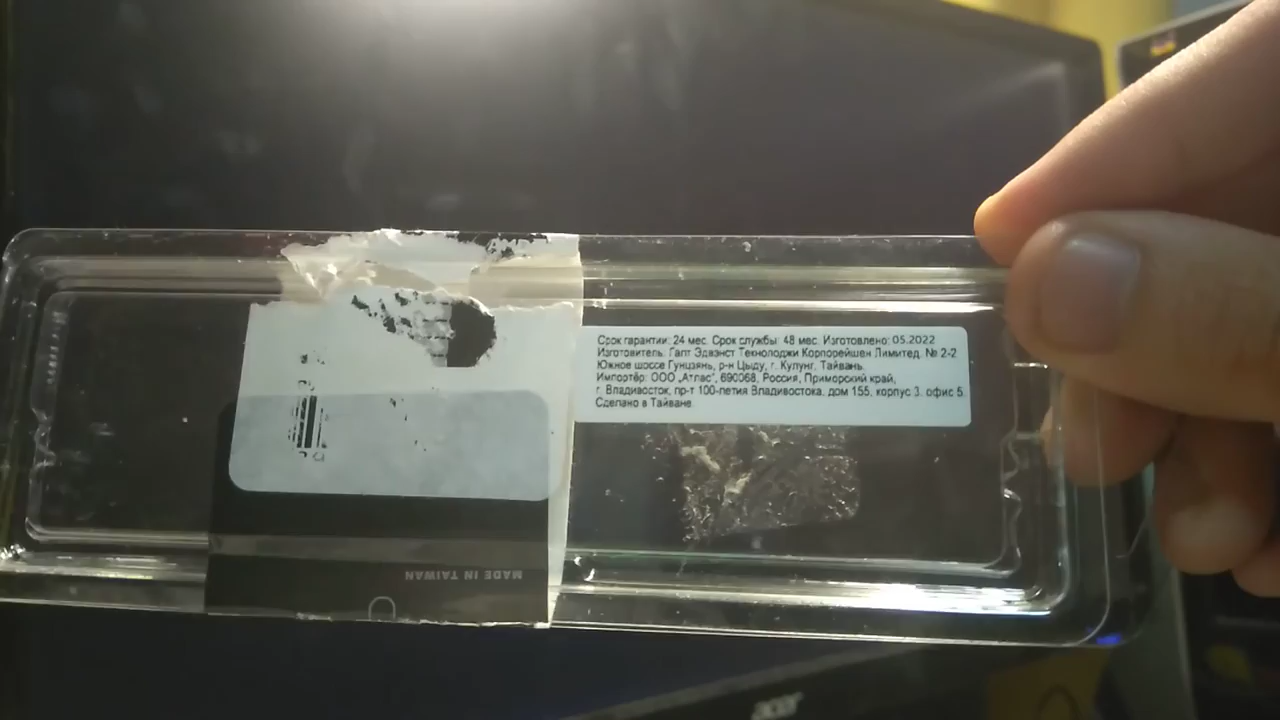 Срок гарантии: 24 мес. Срок службы: 48 мес. Изготовлено: 05.2022
Изготовитель: Галт Эдванст Технолоджи Корпорейшен Лимитед, № 2-2
Южное шоссе Гунцзянь, р-н Цыду, г. Кулунг, Тайвань.
Импортёр: ООО „Атлас", 690068, Россия, Приморский край,
г. Владивосток, пр-т 100-летия Владивостока, дом 155, корпус 3, офис 5.
Сделано в Тайване.
MADE IN TAIWAN
acer